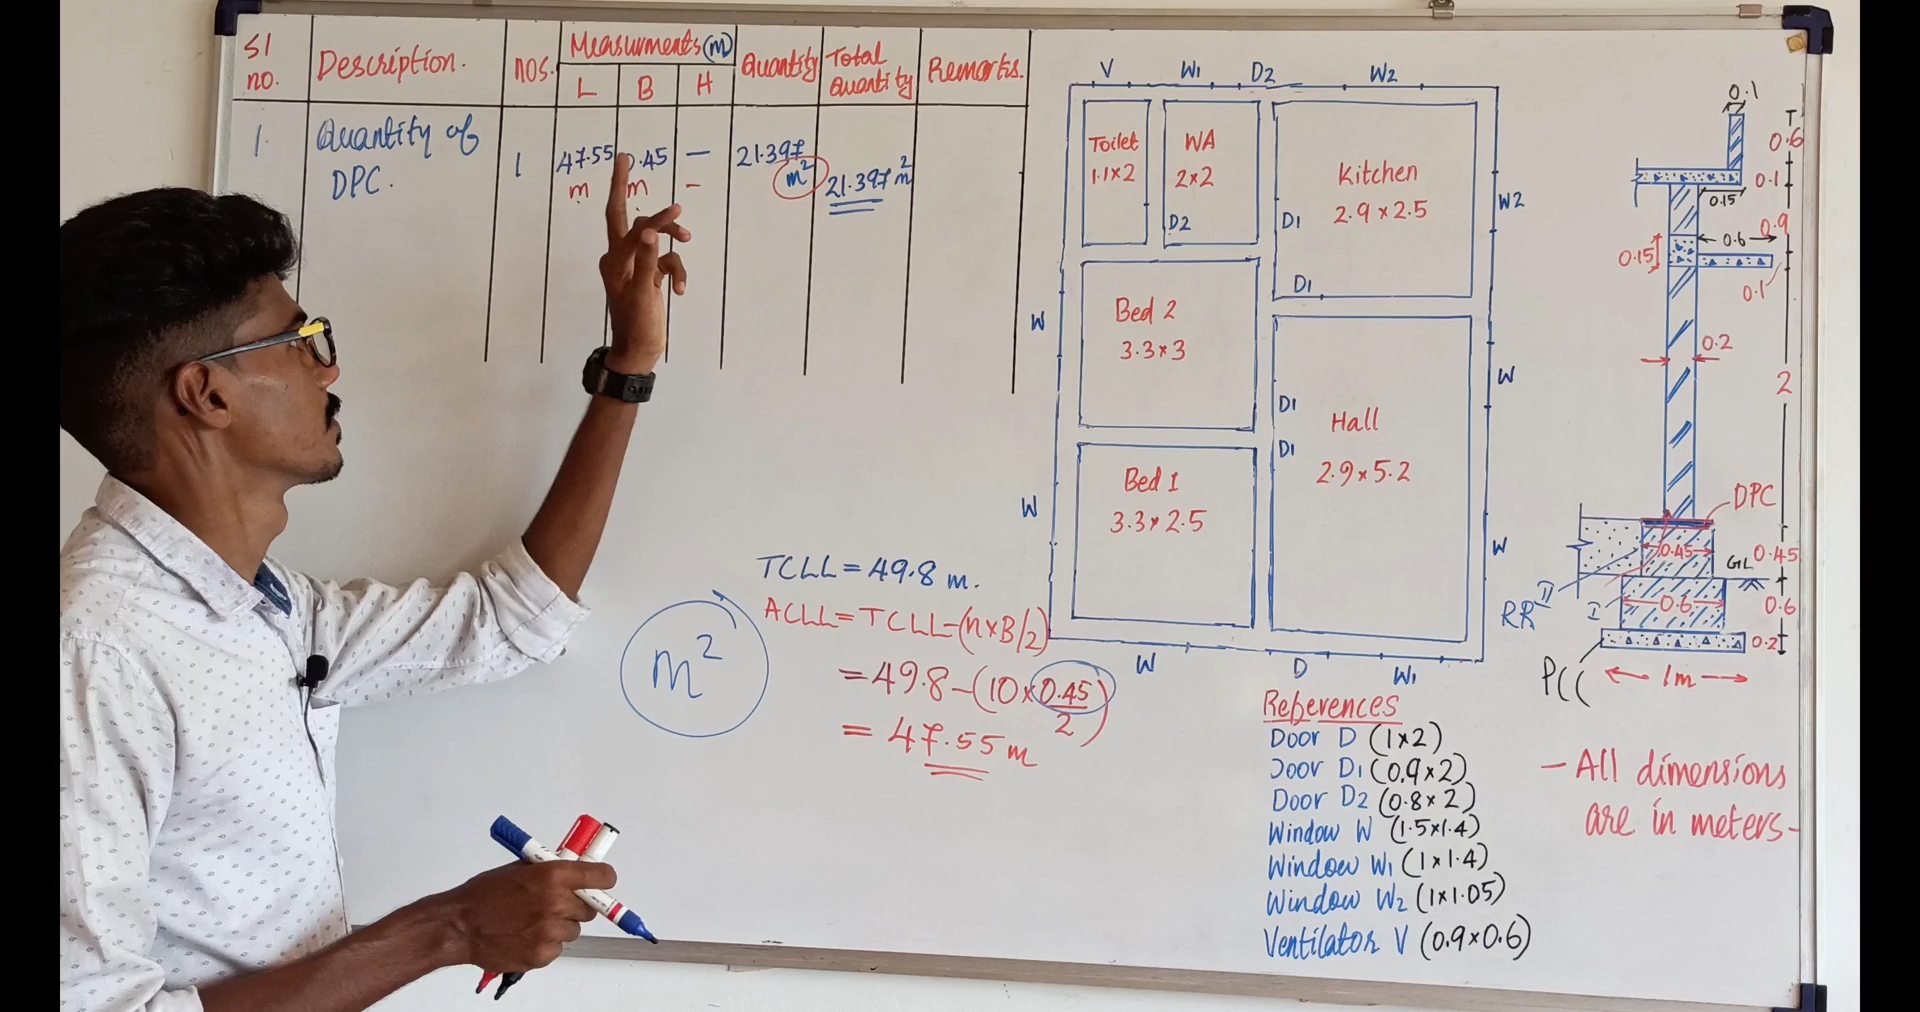 Sl no.
Description.
nos.
Measurments (m)
L
B
H
Quantity
Total Quantity
Remarks.
1.
Quantity of
DPC.
1
47.55
m
0.45
m
—
-
21.397
m²
21.397 m²
TCLL = 49.8 m.
ACLL = TCLL - (n×B/2)
= 49.8 - (10 × 0.45/2)
= 47.55 m
m²
V
W1
D2
W2
Toilet
1.1×2
WA
2×2
D2
Kitchen
2.9 × 2.5
D1
D1
W2
W
Bed 2
3.3×3
Hall
2.9×5.2
D1
D1
W
W
Bed 1
3.3×2.5
W
W
D
W1
References
Door D (1×2)
Door D1 (0.9×2)
Door D2 (0.8×2)
Window W (1.5×1.4)
Window W1 (1×1.4)
Window W2 (1×1.05)
Ventilator V (0.9×0.6)
0.1
0.6
0.1
0.15
0.9
0.6
0.15
0.1
0.2
2
DPC
0.45
GL
0.45
RR
II
I
0.6
0.6
0.2
PCC
1m
- All dimensions
are in meters-